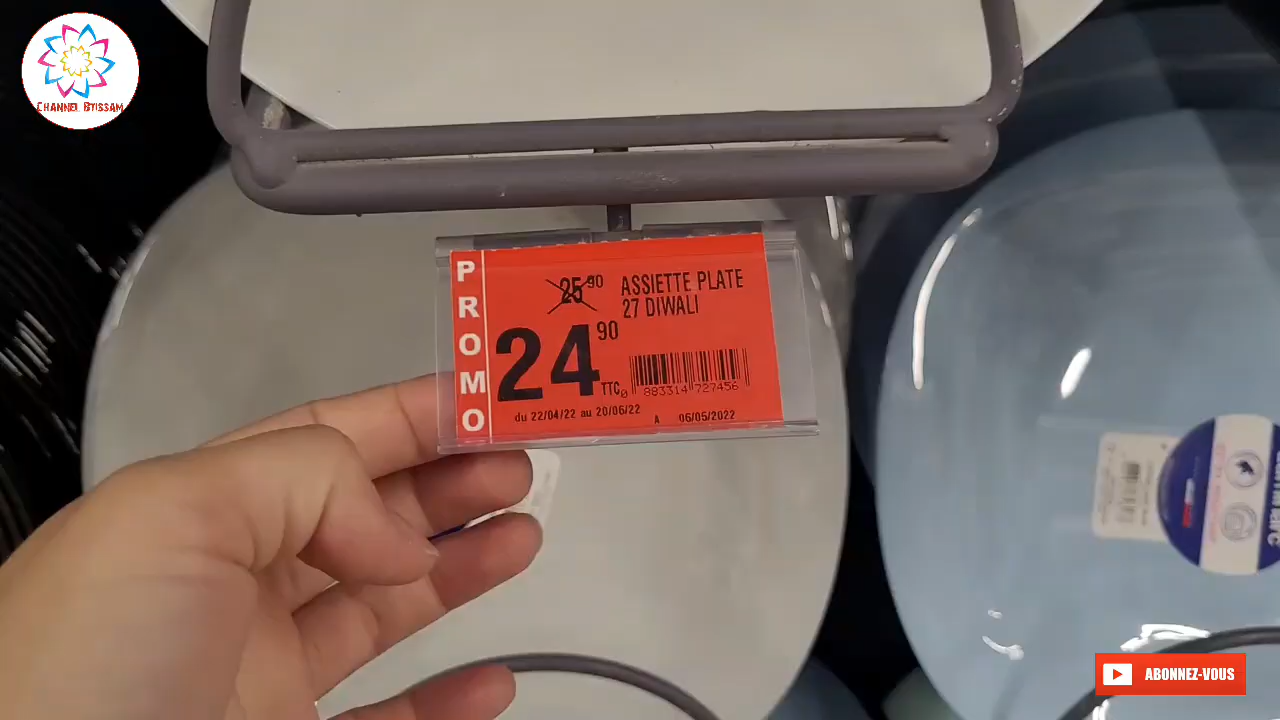 CHANNEL BTISSAM
PROMO
25 90
ASSIETTE PLATE
27 DIWALI
24 90
TTC
0 883314 727456
du 22/04/22 au 20/06/22
A 06/05/2022
ABONNEZ-VOUS